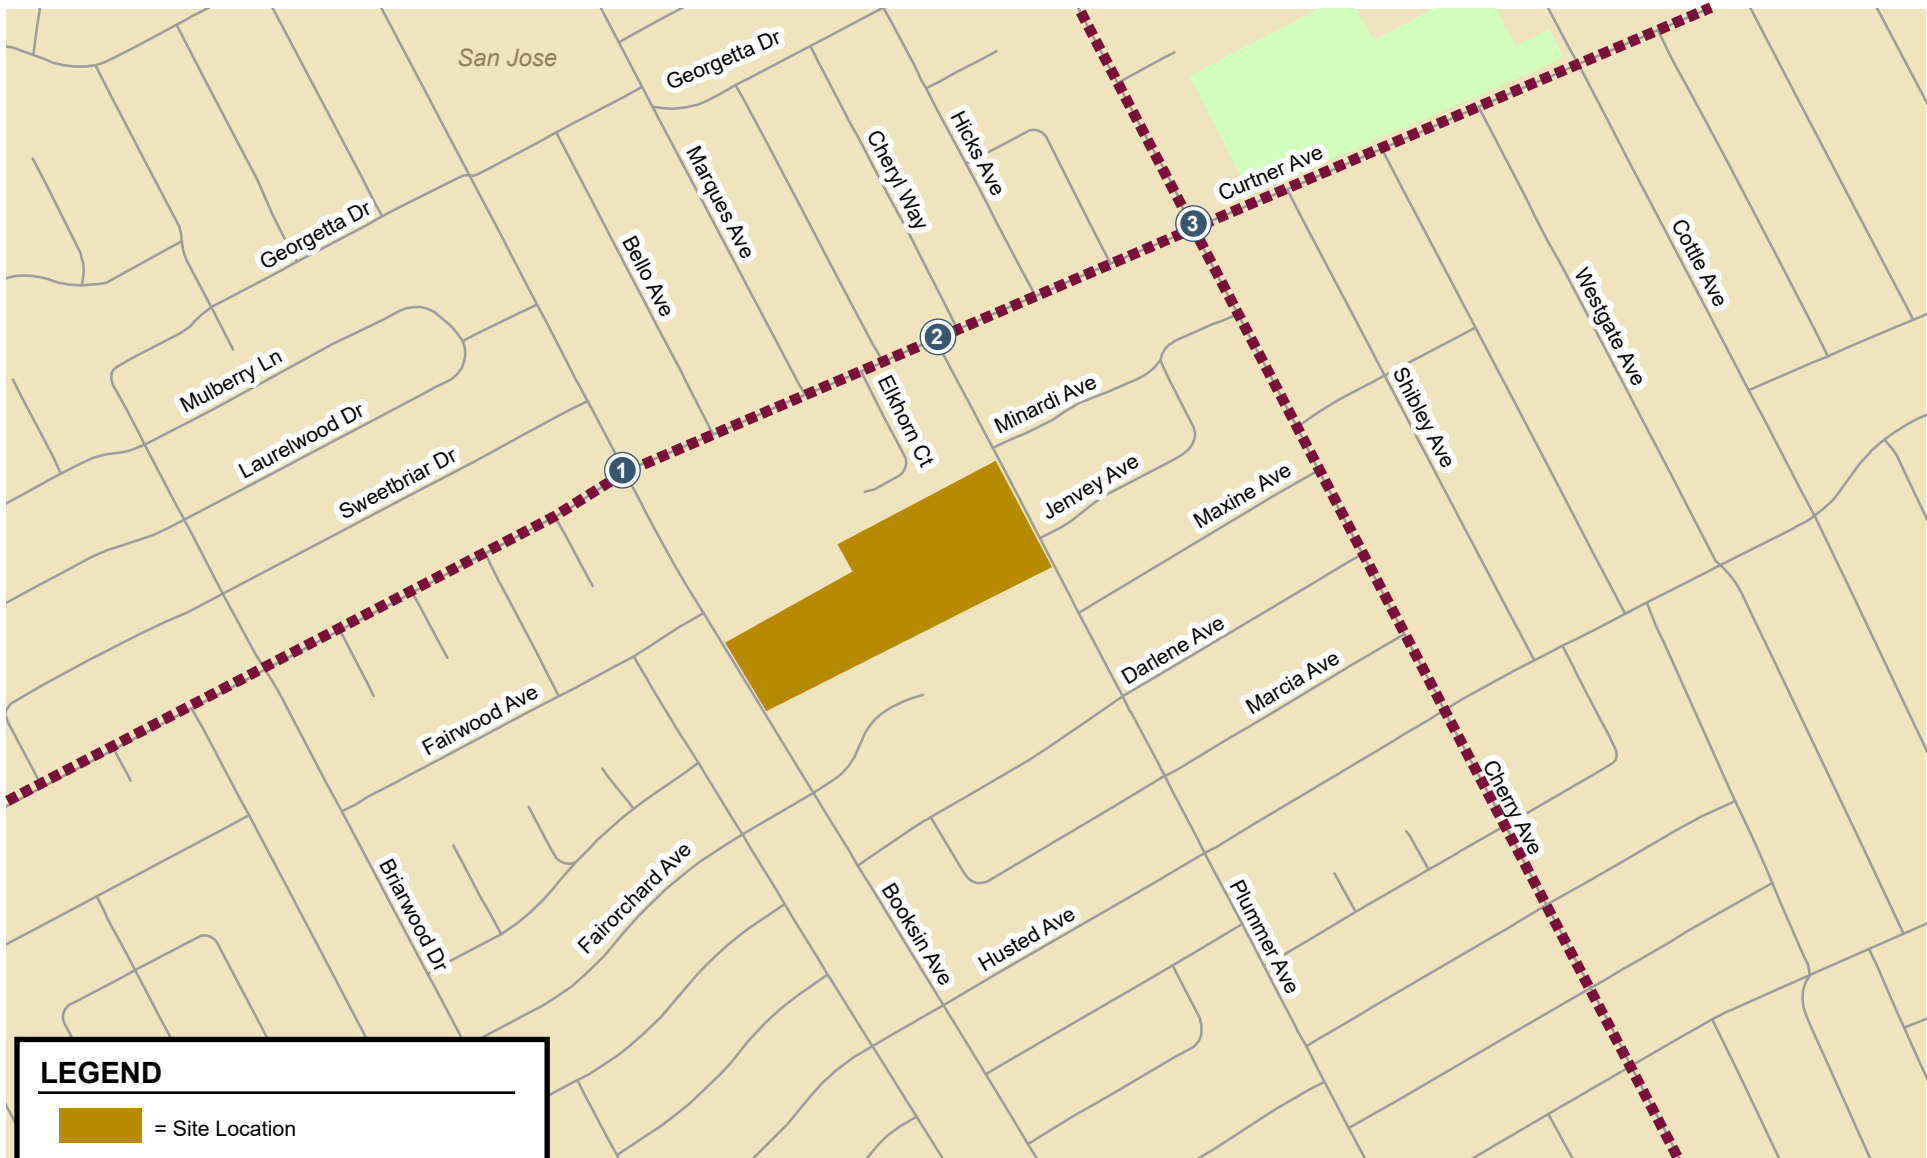 San Jose
Georgetta Dr
Hicks Ave
Cheryl Way
Marques Ave
Curtner Ave
Georgetta Dr
Bello Ave
3
Cottle Ave
Westgate Ave
2
Mulberry Ln
Elkhorn Ct
Minardi Ave
Shibley Ave
Laurelwood Dr
Sweetbriar Dr
1
Jenvey Ave
Maxine Ave
Darlene Ave
Marcia Ave
Fairwood Ave
Cherry Ave
Briarwood Dr
Fairorchard Ave
Booksin Ave
Husted Ave
Plummer Ave
LEGEND
= Site Location